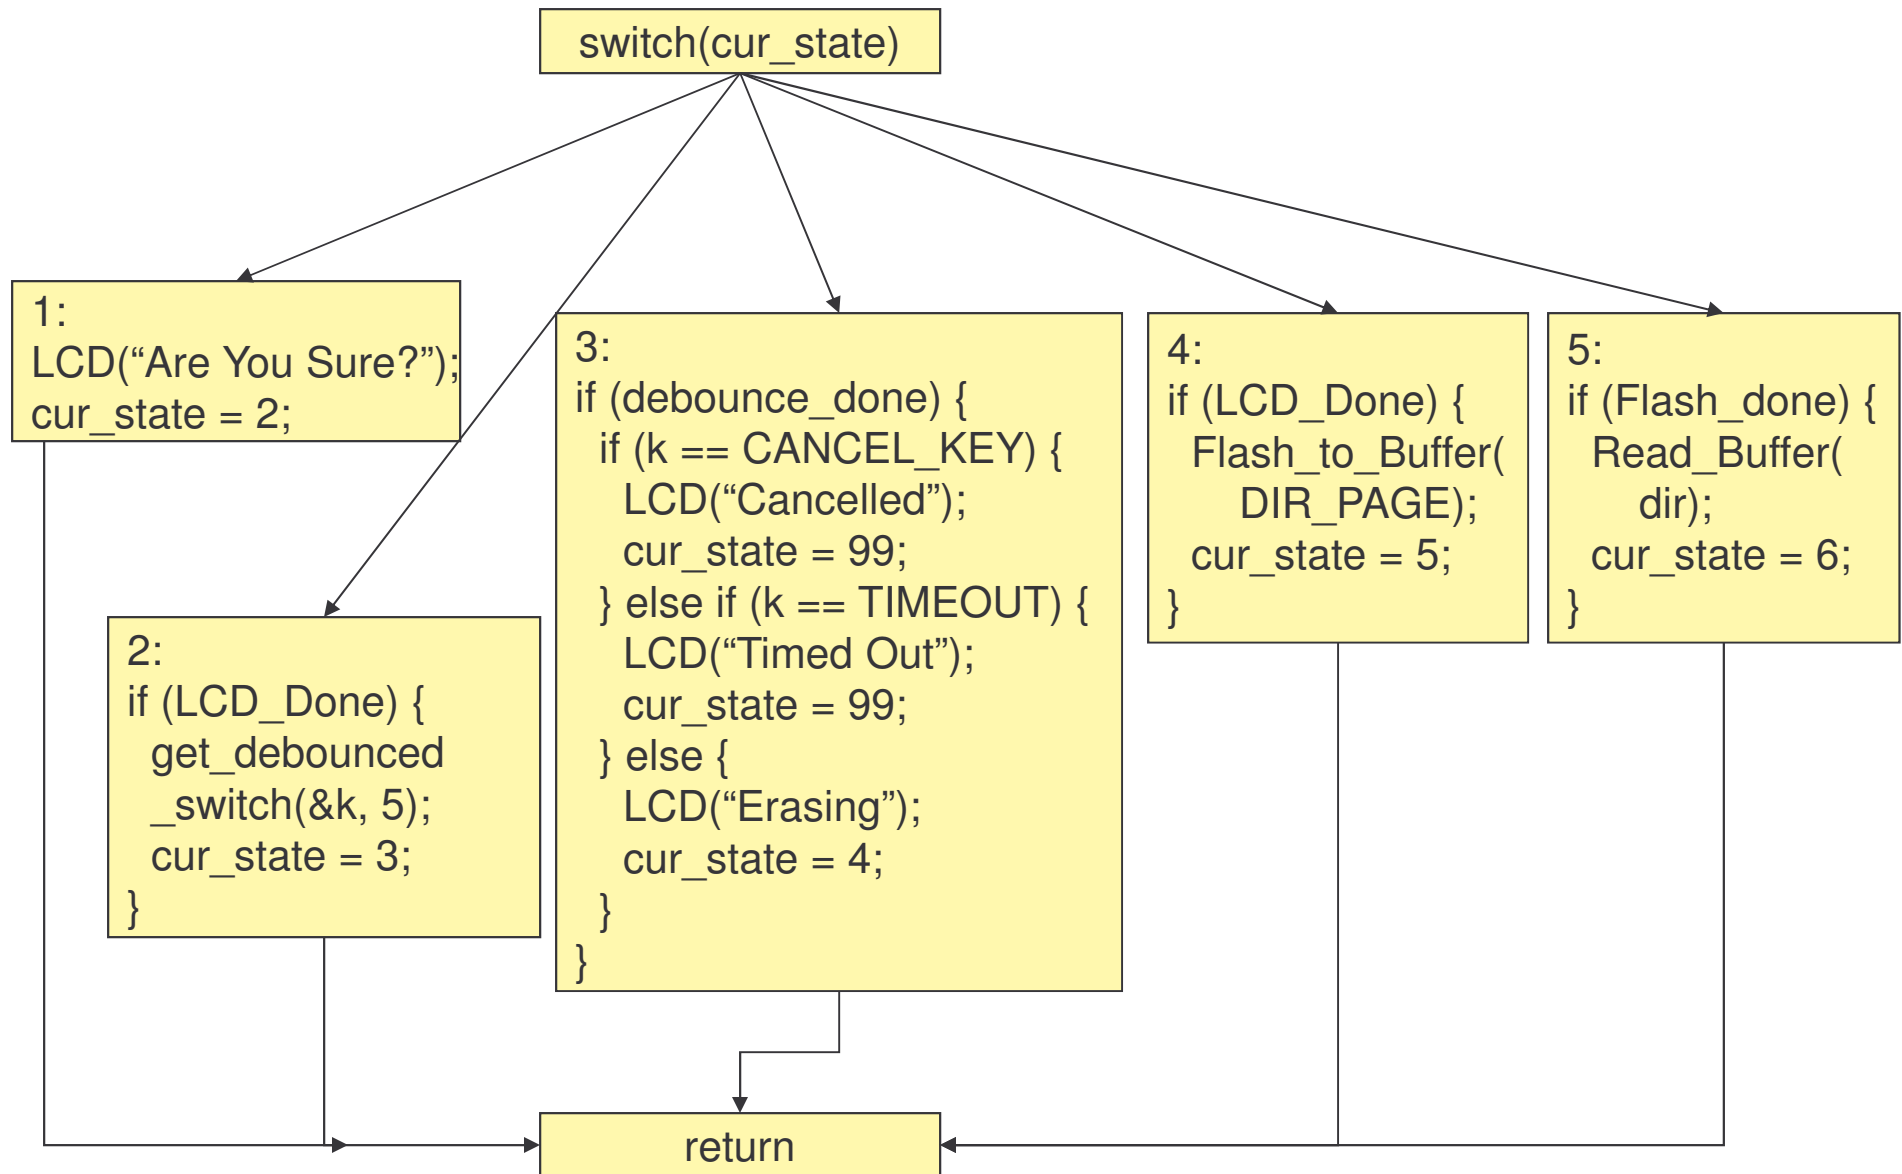 switch(cur_state)
1:
LCD(“Are You Sure?”);
cur_state = 2;
2:
if (LCD_Done) {
get_debounced
_switch(&k, 5);
cur_state = 3;
}
3:
if (debounce_done) {
if (k == CANCEL_KEY) {
LCD(“Cancelled”);
cur_state = 99;
} else if (k == TIMEOUT) {
LCD(“Timed Out”);
cur_state = 99;
} else {
LCD(“Erasing”);
cur_state = 4;
}
}
4:
if (LCD_Done) {
Flash_to_Buffer(
DIR_PAGE);
cur_state = 5;
}
5:
if (Flash_done) {
Read_Buffer(
dir);
cur_state = 6;
}
return